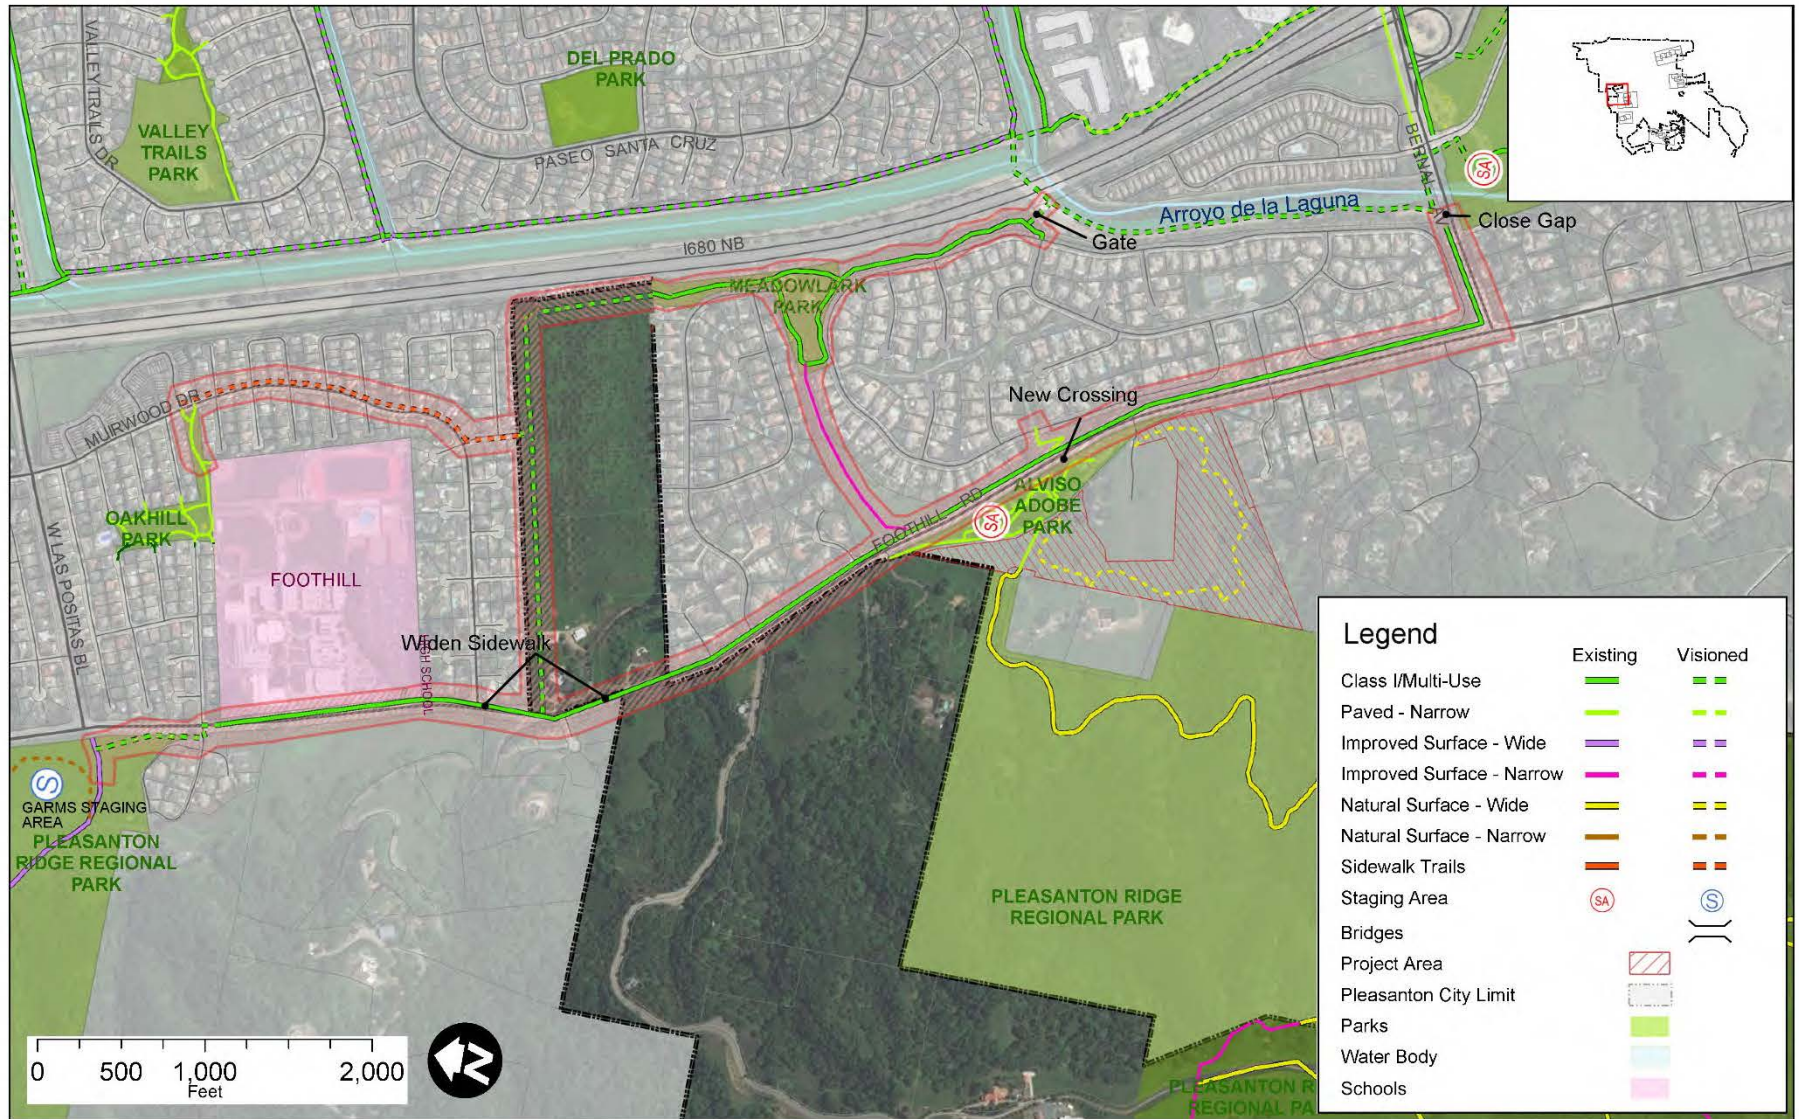 DEL PRADO
PARK
VALLEY TRAILS DR
VALLEY
TRAILS
PARK
PASEO SANTA CRUZ
BERNAL
SA
Arroyo de la Laguna
Close Gap
Gate
I680 NB
MEADOWLARK
PARK
New Crossing
MUIRWOOD DR
ALVISO
ADOBE
PARK
SA
FOOTHILL RD
OAKHILL
PARK
W LAS POSITAS BL
FOOTHILL
HIGH SCHOOL
Widen Sidewalk
S
GARMS STAGING
AREA
PLEASANTON
RIDGE REGIONAL
PARK
PLEASANTON RIDGE
REGIONAL PARK
PLEASANTON R
REGIONAL PA
Legend
Existing Visioned
Class I/Multi-Use
Paved - Narrow
Improved Surface - Wide
Improved Surface - Narrow
Natural Surface - Wide
Natural Surface - Narrow
Sidewalk Trails
Staging Area SA S
Bridges
Project Area
Pleasanton City Limit
Parks
Water Body
Schools
0 500 1,000 2,000
Feet
N